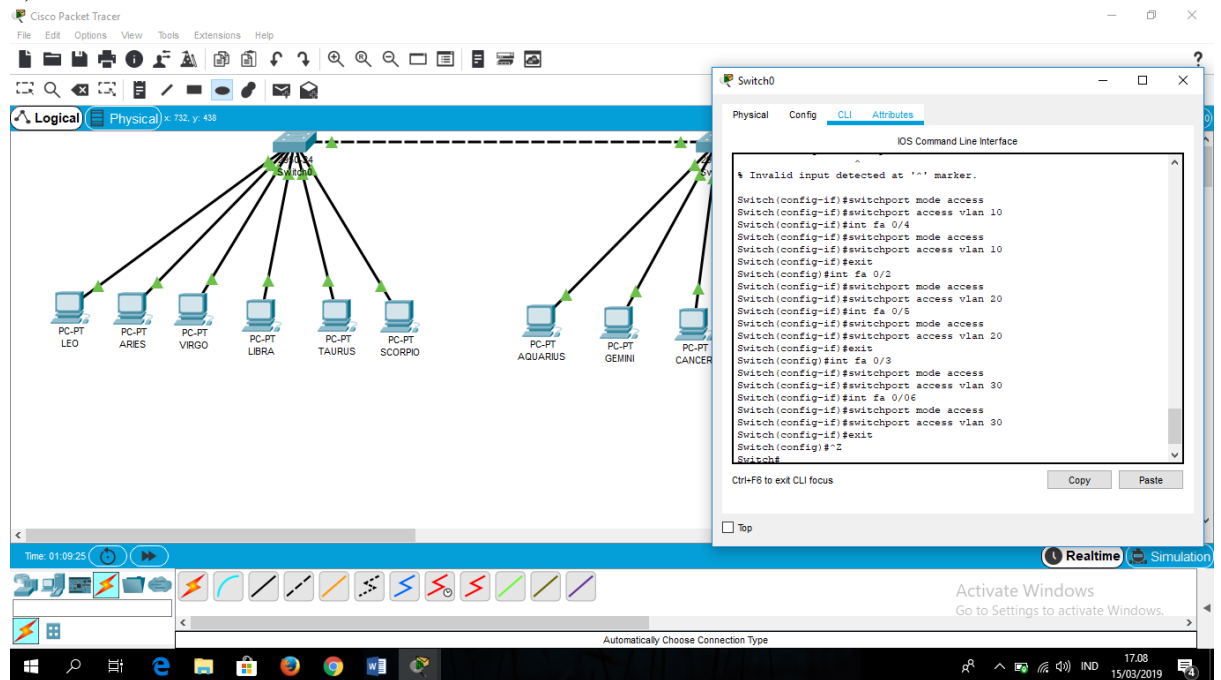 Cisco Packet Tracer
File Edit Options View Tools Extensions Help
?
Logical Physical x: 732, y: 438
2950-24
Switch0
PC-PT
LEO
PC-PT
ARIES
PC-PT
VIRGO
PC-PT
LIBRA
PC-PT
TAURUS
PC-PT
SCORPIO
PC-PT
AQUARIUS
PC-PT
GEMINI
PC-PT
CANCER
Switch0
Physical Config CLI Attributes
IOS Command Line Interface
^
% Invalid input detected at '^' marker.
Switch(config-if)#switchport mode access
Switch(config-if)#switchport access vlan 10
Switch(config-if)#int fa 0/4
Switch(config-if)#switchport mode access
Switch(config-if)#switchport access vlan 10
Switch(config-if)#exit
Switch(config)#int fa 0/2
Switch(config-if)#switchport mode access
Switch(config-if)#switchport access vlan 20
Switch(config-if)#int fa 0/5
Switch(config-if)#switchport mode access
Switch(config-if)#switchport access vlan 20
Switch(config-if)#exit
Switch(config)#int fa 0/3
Switch(config-if)#switchport mode access
Switch(config-if)#switchport access vlan 30
Switch(config-if)#int fa 0/06
Switch(config-if)#switchport mode access
Switch(config-if)#switchport access vlan 30
Switch(config-if)#exit
Switch(config)#^Z
Switch#
Ctrl+F6 to exit CLI focus
Copy Paste
Top
Time: 01:09:25
Realtime Simulation
Activate Windows
Go to Settings to activate Windows.
Automatically Choose Connection Type
IND
17.08
15/03/2019
4